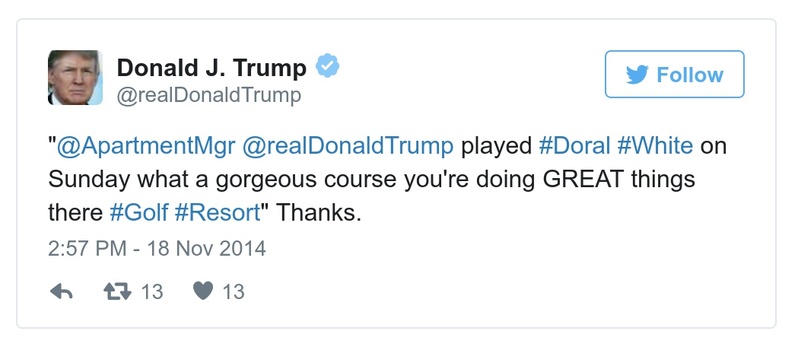 Donald J. Trump
@realDonaldTrump
Follow
"@ApartmentMgr @realDonaldTrump played #Doral #White on
Sunday what a gorgeous course you're doing GREAT things
there #Golf #Resort" Thanks.
2:57 PM - 18 Nov 2014
13 13